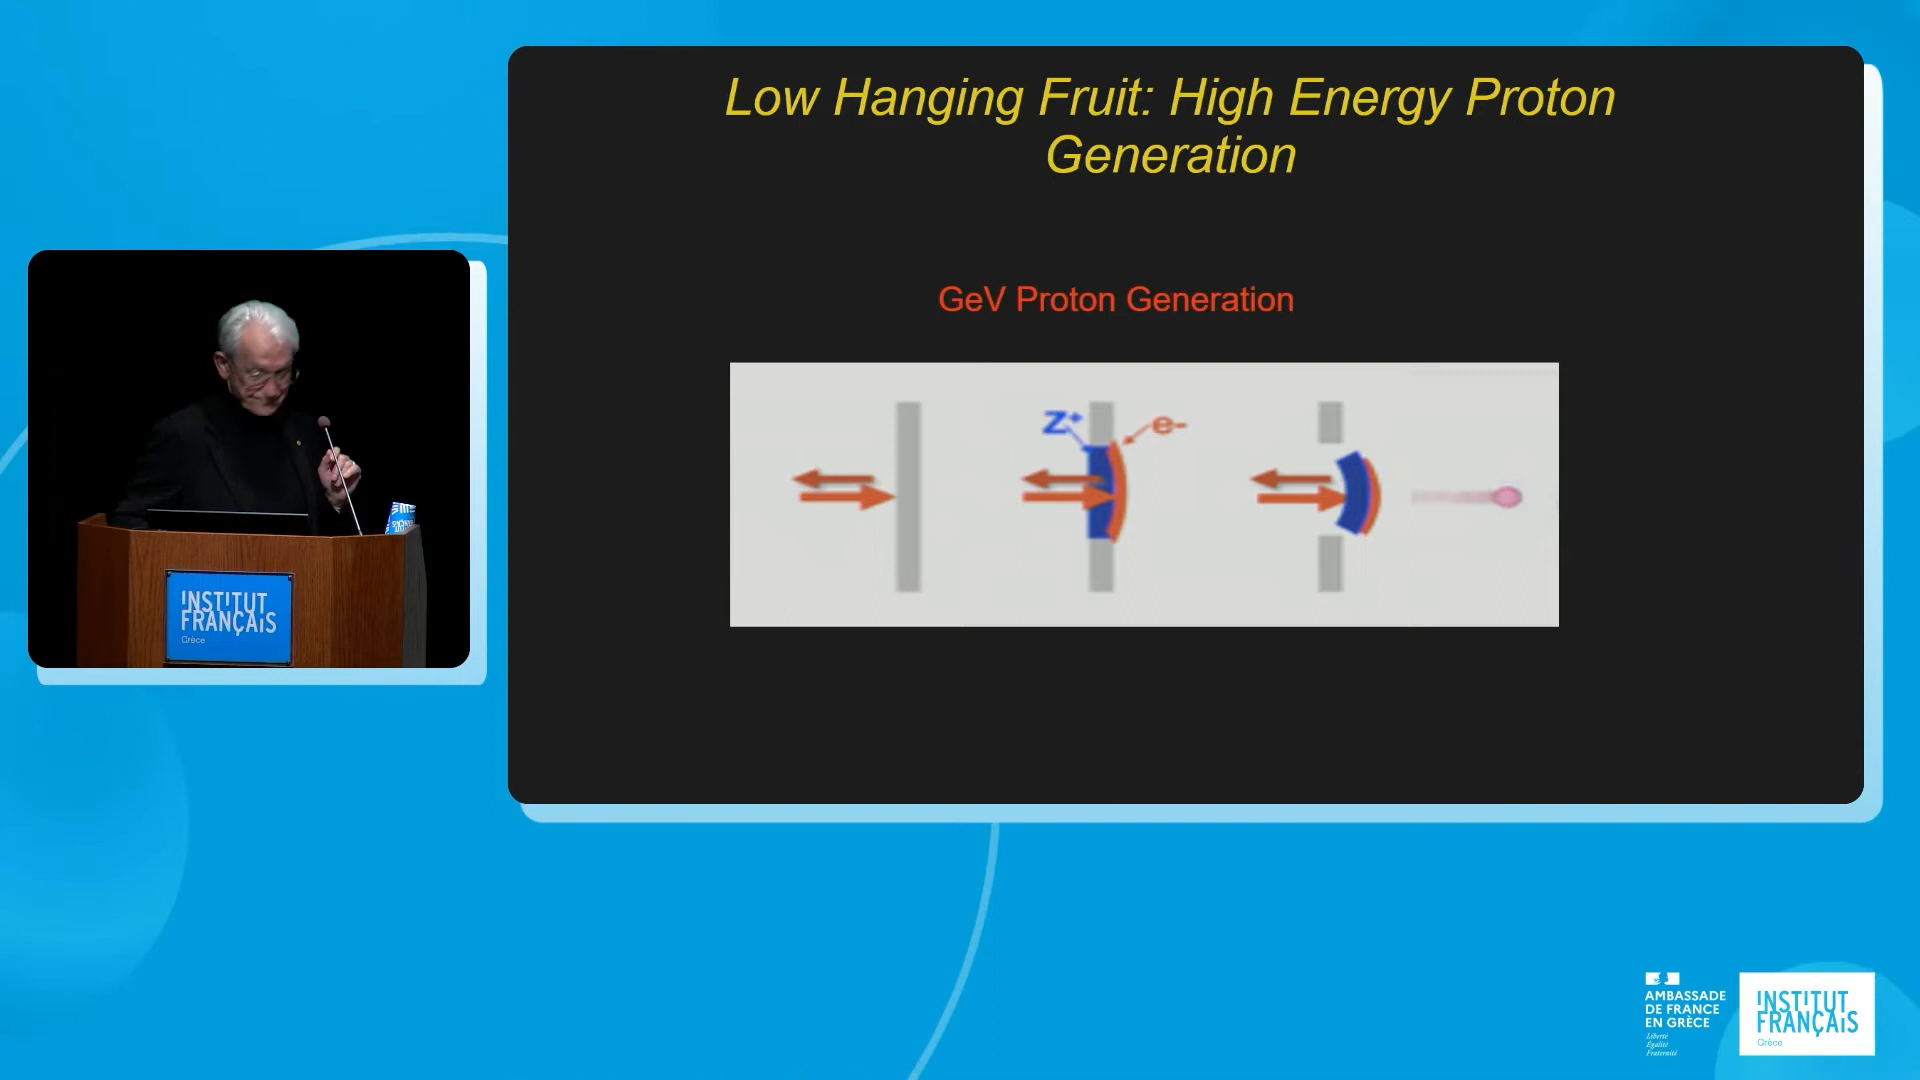 Low Hanging Fruit: High Energy Proton
Generation
GeV Proton Generation
Z+
e-
INSTITUT
FRANÇAIS
Grèce
AMBASSADE
DE FRANCE
EN GRÈCE
Liberté
Égalité
Fraternité
INSTITUT
FRANÇAIS
Grèce